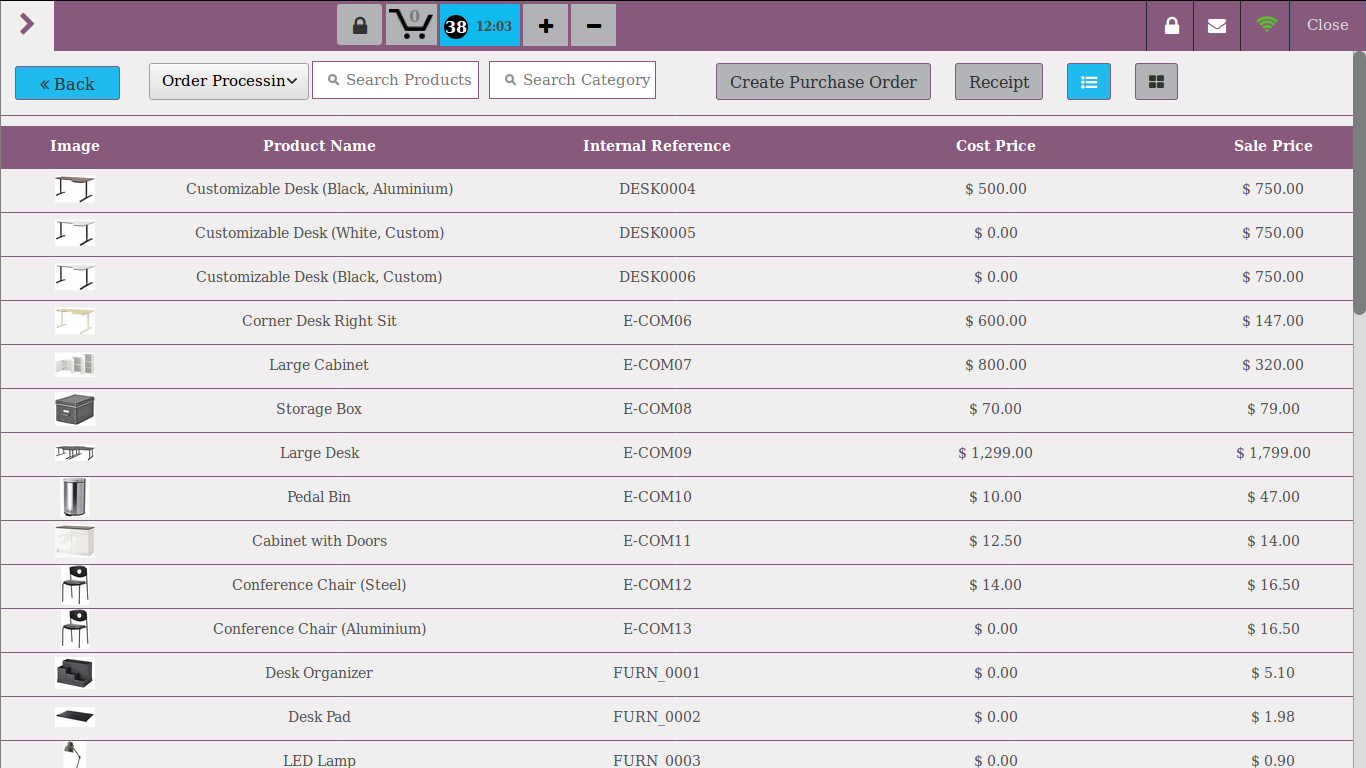 0 38 12:03 Close
« Back Order Processin Search Products Search Category Create Purchase Order Receipt
Image Product Name Internal Reference Cost Price Sale Price
Customizable Desk (Black, Aluminium) DESK0004 $ 500.00 $ 750.00
Customizable Desk (White, Custom) DESK0005 $ 0.00 $ 750.00
Customizable Desk (Black, Custom) DESK0006 $ 0.00 $ 750.00
Corner Desk Right Sit E-COM06 $ 600.00 $ 147.00
Large Cabinet E-COM07 $ 800.00 $ 320.00
Storage Box E-COM08 $ 70.00 $ 79.00
Large Desk E-COM09 $ 1,299.00 $ 1,799.00
Pedal Bin E-COM10 $ 10.00 $ 47.00
Cabinet with Doors E-COM11 $ 12.50 $ 14.00
Conference Chair (Steel) E-COM12 $ 14.00 $ 16.50
Conference Chair (Aluminium) E-COM13 $ 0.00 $ 16.50
Desk Organizer FURN_0001 $ 0.00 $ 5.10
Desk Pad FURN_0002 $ 0.00 $ 1.98
LED Lamp FURN_0003 $ 0.00 $ 0.90